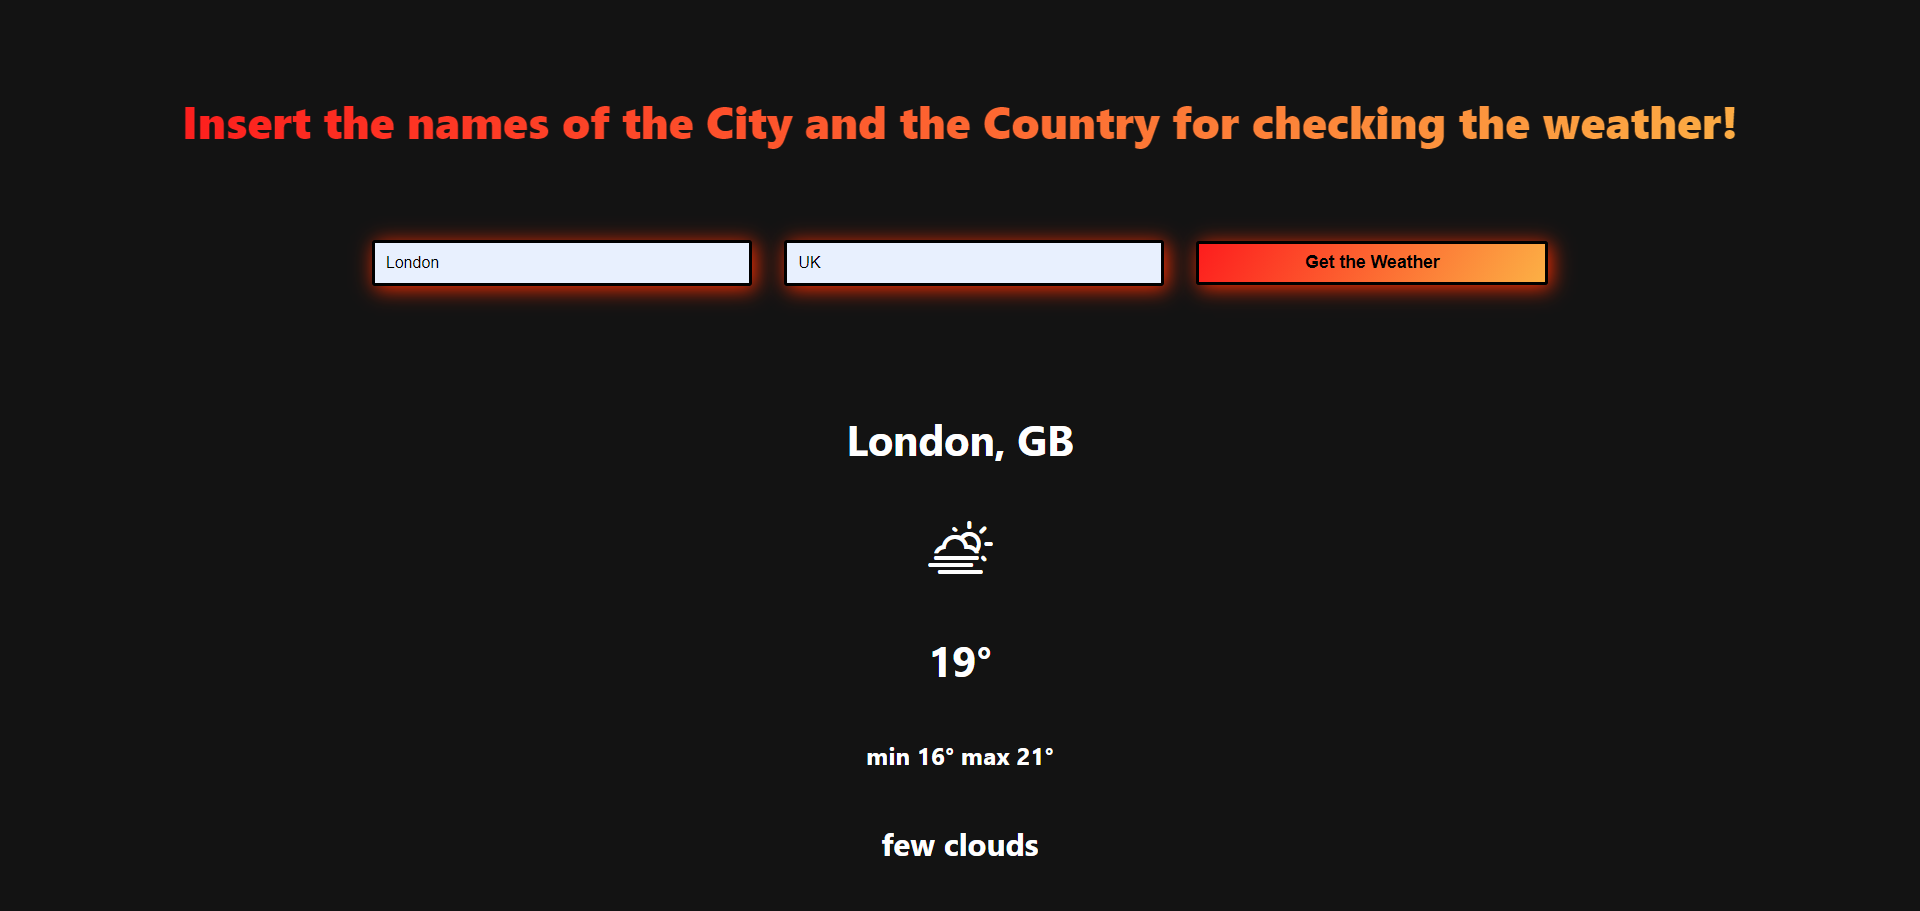 Insert the names of the City and the Country for checking the weather!
London
UK
Get the Weather
London, GB
19°
min 16° max 21°
few clouds